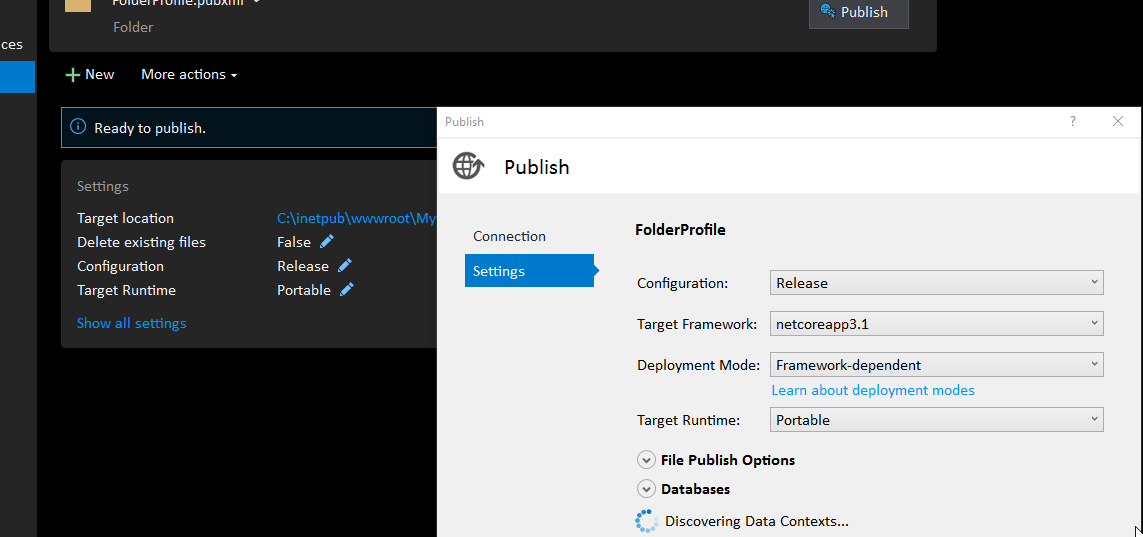 FolderProfile.pubxml
Folder
Publish
ces
New
More actions
Ready to publish.
Settings
Target location C:\inetpub\wwwroot\My
Delete existing files False
Configuration Release
Target Runtime Portable
Show all settings
Publish
?
Publish
Connection
Settings
FolderProfile
Configuration: Release
Target Framework: netcoreapp3.1
Deployment Mode: Framework-dependent
Learn about deployment modes
Target Runtime: Portable
File Publish Options
Databases
Discovering Data Contexts...